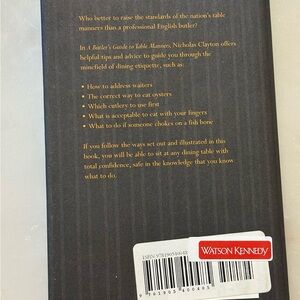 Who better to raise the standards of the nation's table
manners than a professional English butler?
In A Butler's Guide to Table Manners, Nicholas Clayton offers
helpful tips and advice to guide you through the
minefield of dining etiquette, such as:
• How to address waiters
• The correct way to eat oysters
• Which cutlery to use first
• What is acceptable to eat with your fingers
• What to do if someone chokes on a fish bone
If you follow the ways set out and illustrated in this
book, you will be able to sit at any dining table with
total confidence, safe in the knowledge that you know
what to do.
WATSON KENNEDY
ISBN
9 781905 400485